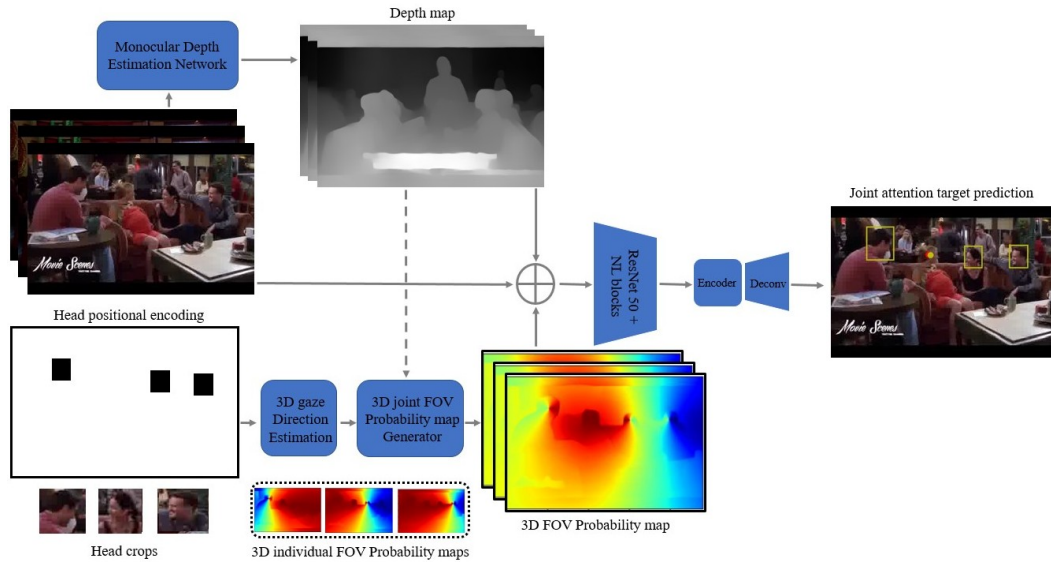 Depth map
Monocular Depth
Estimation Network
Movie Scenes
Joint attention target prediction
ResNet 50 +
NL blocks
Encoder
Deconv
Movie Scenes
Head positional encoding
3D gaze
Direction
Estimation
3D joint FOV
Probability map
Generator
Head crops
3D individual FOV Probability maps
3D FOV Probability map